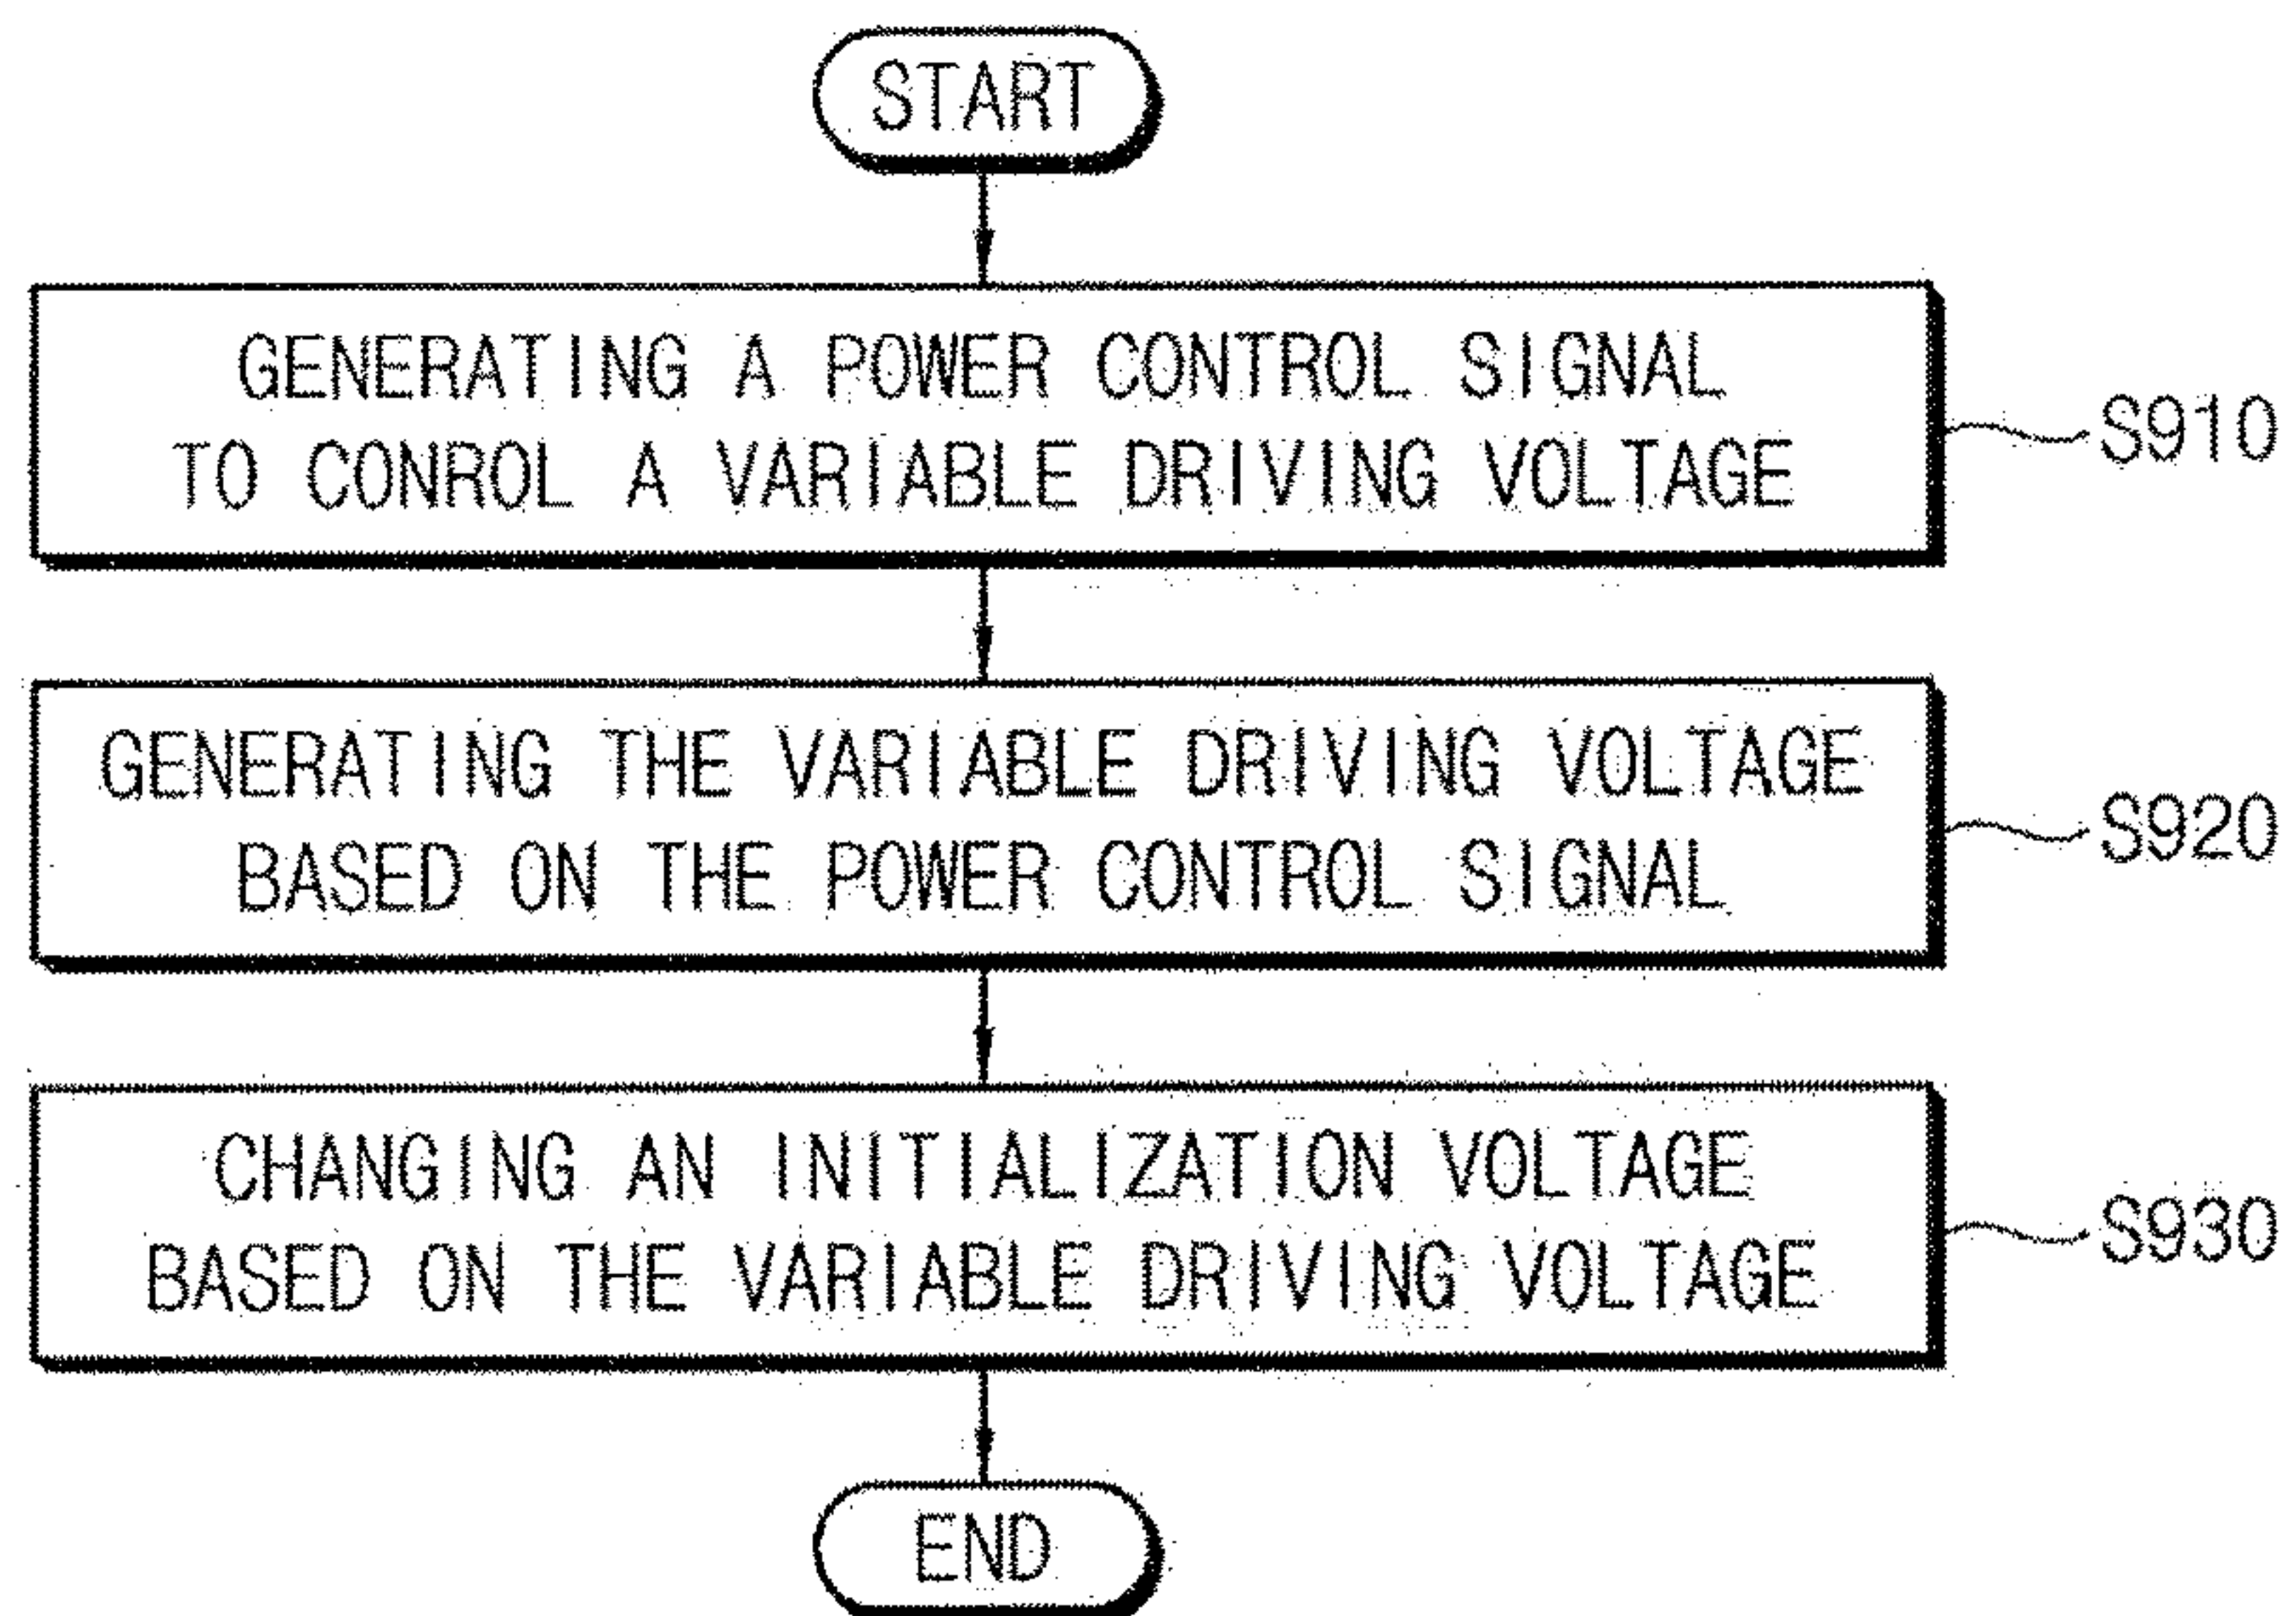 START
GENERATING A POWER CONTROL SIGNAL
TO CONROL A VARIABLE DRIVING VOLTAGE
S910
GENERATING THE VARIABLE DRIVING VOLTAGE
BASED ON THE POWER CONTROL SIGNAL
S920
CHANGING AN INITIALIZATION VOLTAGE
BASED ON THE VARIABLE DRIVING VOLTAGE
S930
END